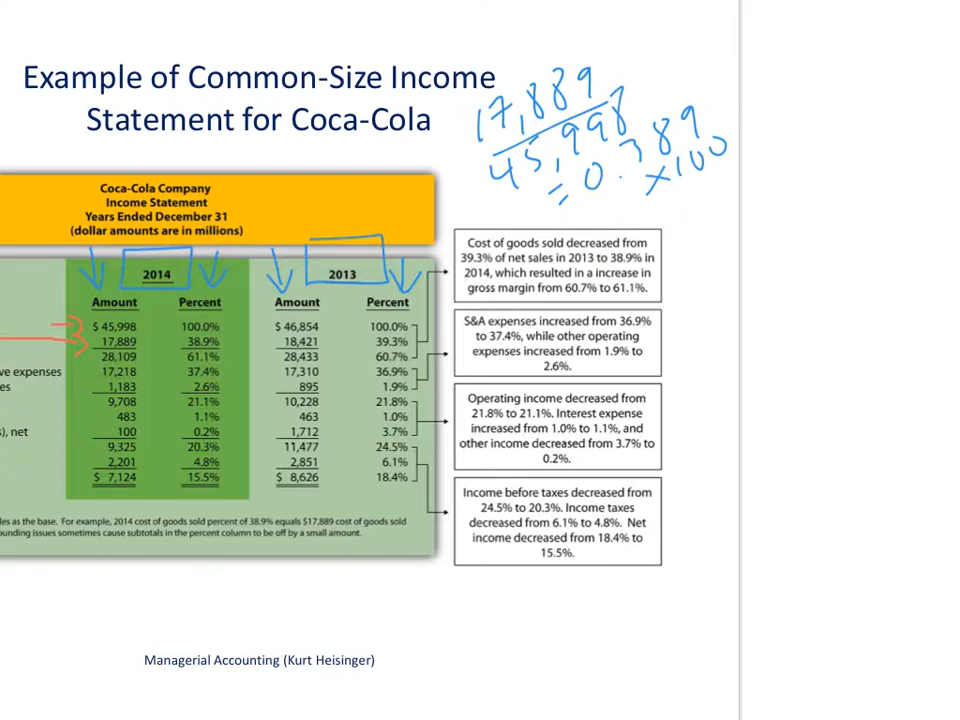 Example of Common-Size Income
Statement for Coca-Cola
17,889
45,998
= 0.389
x100
Coca-Cola Company
Income Statement
Years Ended December 31
(dollar amounts are in millions)
2014 2013
Amount Percent Amount Percent
$ 45,998 100.0% $ 46,854 100.0%
17,889 38.9% 18,421 39.3%
28,109 61.1% 28,433 60.7%
ve expenses 17,218 37.4% 17,310 36.9%
es 1,183 2.6% 895 1.9%
9,708 21.1% 10,228 21.8%
483 1.1% 463 1.0%
s), net 100 0.2% 1,712 3.7%
9,325 20.3% 11,477 24.5%
2,201 4.8% 2,851 6.1%
$ 7,124 15.5% $ 8,626 18.4%
les as the base. For example, 2014 cost of goods sold percent of 38.9% equals $17,889 cost of goods sold
ounding issues sometimes cause subtotals in the percent column to be off by a small amount.
Cost of goods sold decreased from
39.3% of net sales in 2013 to 38.9% in
2014, which resulted in a increase in
gross margin from 60.7% to 61.1%.
S&A expenses increased from 36.9%
to 37.4%, while other operating
expenses increased from 1.9% to
2.6%.
Operating income decreased from
21.8% to 21.1%. Interest expense
increased from 1.0% to 1.1%, and
other income decreased from 3.7% to
0.2%.
Income before taxes decreased from
24.5% to 20.3%. Income taxes
decreased from 6.1% to 4.8%. Net
income decreased from 18.4% to
15.5%.
Managerial Accounting (Kurt Heisinger)